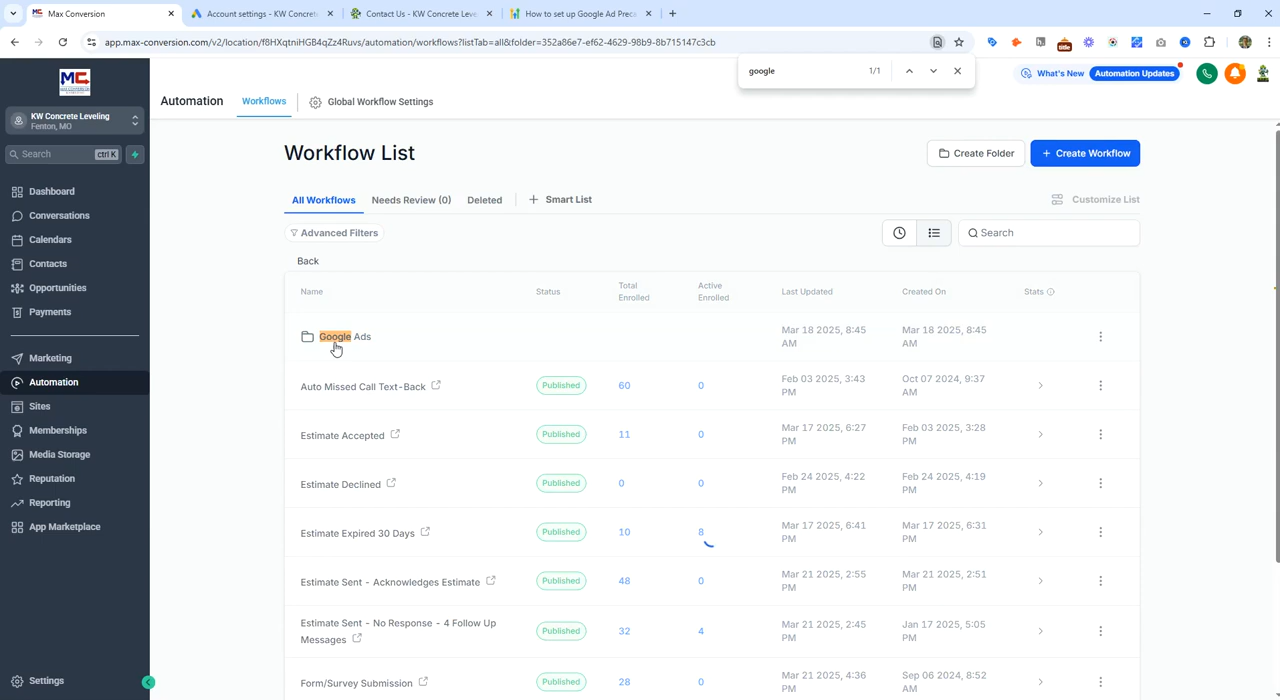 Max Conversion
Account settings - KW Concrete
Contact Us - KW Concrete Leve
How to set up Google Ad Preci
app.max-conversion.com/v2/location/f8HXqtniHGB4qZz4Ruvs/automation/workflows?listTab=all&folder=352a86e7-ef62-4629-98b9-8b715147c3cb
google
1/1
MC
KW Concrete Leveling
Fenton, MO
Search
ctrl K
Dashboard
Conversations
Calendars
Contacts
Opportunities
Payments
Marketing
Automation
Sites
Memberships
Media Storage
Reputation
Reporting
App Marketplace
Settings
Automation
Workflows
Global Workflow Settings
What's New
Automation Updates
Workflow List
Create Folder
+ Create Workflow
All Workflows
Needs Review (0)
Deleted
+ Smart List
Customize List
Advanced Filters
Search
Back
Name
Status
Total
Enrolled
Active
Enrolled
Last Updated
Created On
Stats
Google Ads
Mar 18 2025, 8:45
AM
Mar 18 2025, 8:45
AM
Auto Missed Call Text-Back
Published
60
0
Feb 03 2025, 3:43
PM
Oct 07 2024, 9:37
AM
Estimate Accepted
Published
11
0
Mar 17 2025, 6:27
PM
Feb 03 2025, 3:28
PM
Estimate Declined
Published
0
0
Feb 24 2025, 4:22
PM
Feb 24 2025, 4:19
PM
Estimate Expired 30 Days
Published
10
8
Mar 17 2025, 6:41
PM
Mar 17 2025, 6:31
PM
Estimate Sent - Acknowledges Estimate
Published
48
0
Mar 21 2025, 2:55
PM
Mar 21 2025, 2:51
PM
Estimate Sent - No Response - 4 Follow Up
Messages
Published
32
4
Mar 21 2025, 2:45
PM
Jan 17 2025, 5:05
PM
Form/Survey Submission
Published
28
0
Mar 21 2025, 4:36
PM
Sep 06 2024, 8:52
AM